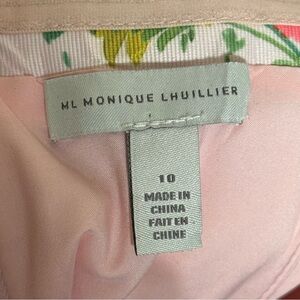 ML MONIQUE LHUILLIER
10
MADE IN
CHINA
FAIT EN
CHINE